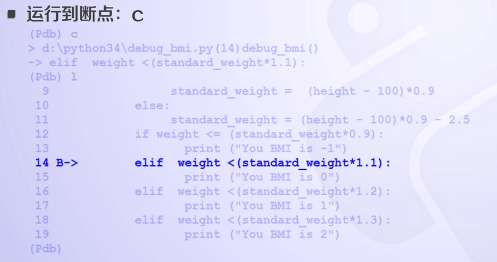 ■ 运行到断点：c
(Pdb) c
> d:\python34\debug_bmi.py(14)debug_bmi()
-> elif  weight <(standard_weight*1.1):
(Pdb) l
  9                  standard_weight =  (height - 100)*0.9
 10             else:
 11                  standard_weight = (height - 100)*0.9 - 2.5
 12             if weight <= (standard_weight*0.9):
 13                    print ("You BMI is -1")
 14 B->         elif  weight <(standard_weight*1.1):
 15                    print ("You BMI is 0")
 16             elif  weight <(standard_weight*1.2):
 17                    print ("You BMI is 1")
 18             elif  weight <(standard_weight*1.3):
 19                    print ("You BMI is 2")
(Pdb)